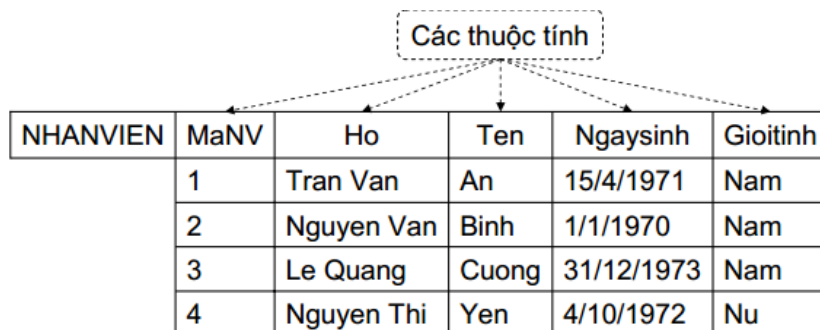 Các thuộc tính
NHANVIEN MaNV Ho Ten Ngaysinh Gioitinh
1 Tran Van An 15/4/1971 Nam
2 Nguyen Van Binh 1/1/1970 Nam
3 Le Quang Cuong 31/12/1973 Nam
4 Nguyen Thi Yen 4/10/1972 Nu